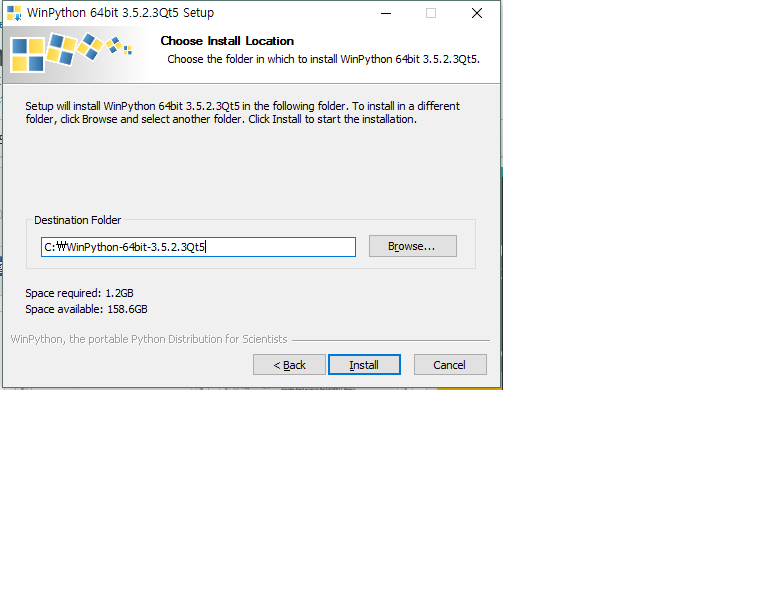 WinPython 64bit 3.5.2.3Qt5 Setup
Choose Install Location
Choose the folder in which to install WinPython 64bit 3.5.2.3Qt5.
Setup will install WinPython 64bit 3.5.2.3Qt5 in the following folder. To install in a different
folder, click Browse and select another folder. Click Install to start the installation.
Destination Folder
C:₩WinPython-64bit-3.5.2.3Qt5
Browse...
Space required: 1.2GB
Space available: 158.6GB
WinPython, the portable Python Distribution for Scientists
< Back
Install
Cancel